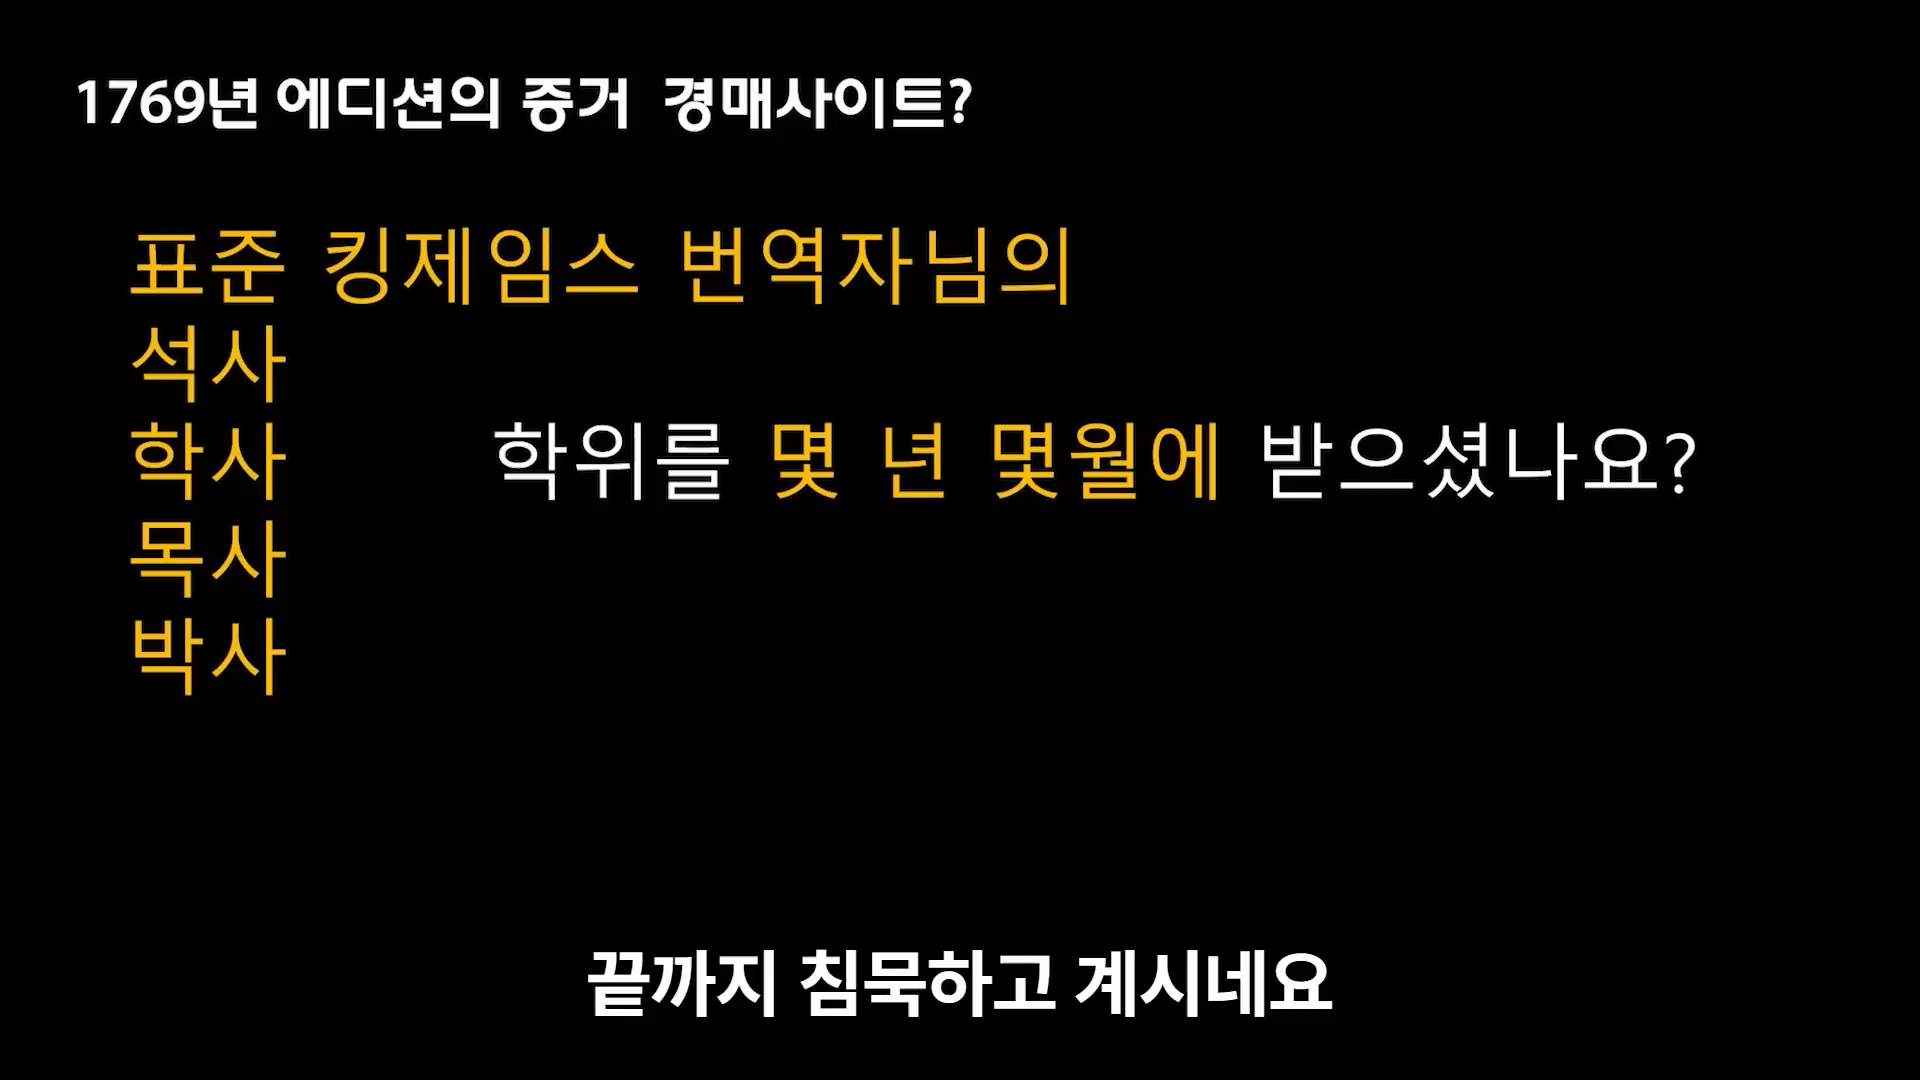 1769년 에디션의 증거 경매사이트?
표준 킹제임스 번역자님의
석사
학사 학위를 몇 년 몇월에 받으셨나요?
목사
박사
끝까지 침묵하고 계시네요